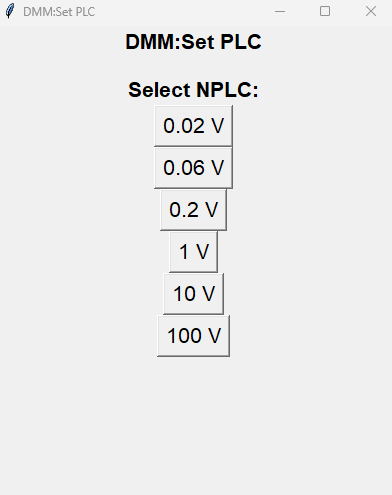 DMM:Set PLC
DMM:Set PLC
Select NPLC:
0.02 V
0.06 V
0.2 V
1 V
10 V
100 V